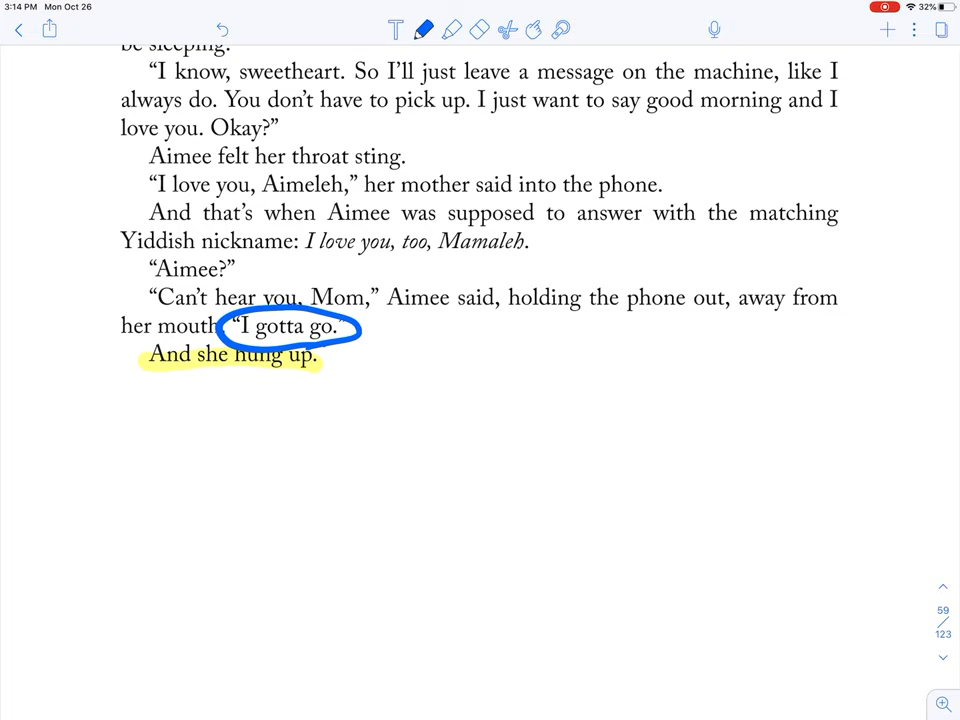 3:14 PM Mon Oct 26
32%
be sleeping.
“I know, sweetheart. So I’ll just leave a message on the machine, like I
always do. You don’t have to pick up. I just want to say good morning and I
love you. Okay?”
Aimee felt her throat sting.
“I love you, Aimeleh,” her mother said into the phone.
And that’s when Aimee was supposed to answer with the matching
Yiddish nickname: I love you, too, Mamaleh.
“Aimee?”
“Can’t hear you, Mom,” Aimee said, holding the phone out, away from
her mouth. “I gotta go.”
And she hung up.
59
/
123